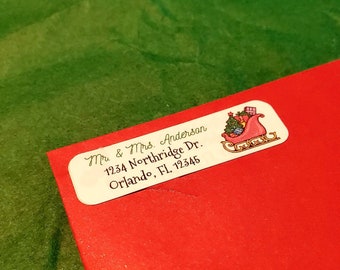 Mr. & Mrs. Anderson
1234 Northridge Dr.
Orlando, Fl. 12345